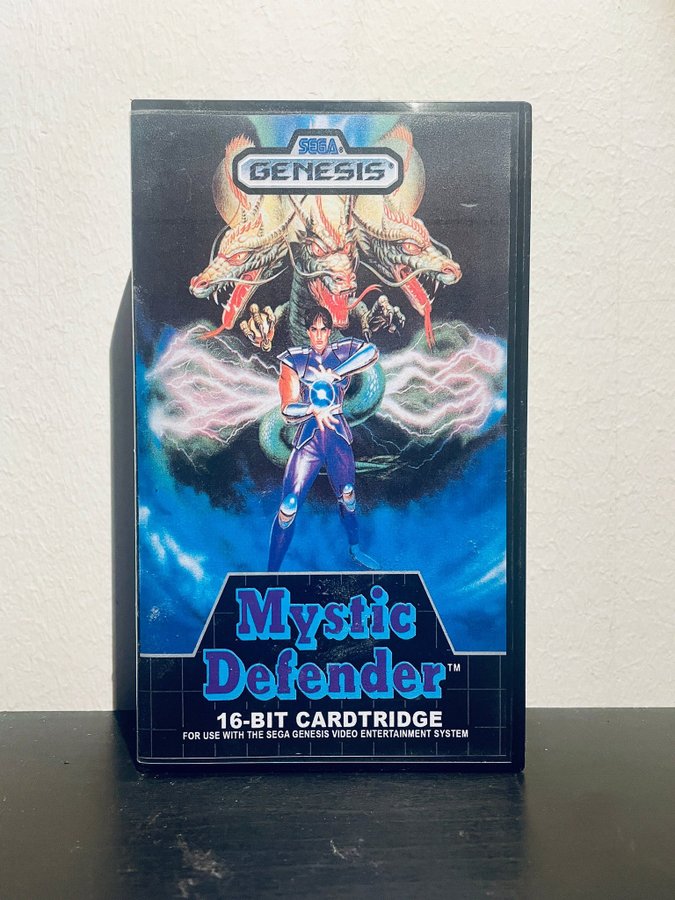 SEGA®
GENESIS®
Mystic
Defender™
16-BIT CARDTRIDGE
FOR USE WITH THE SEGA GENESIS VIDEO ENTERTAINMENT SYSTEM